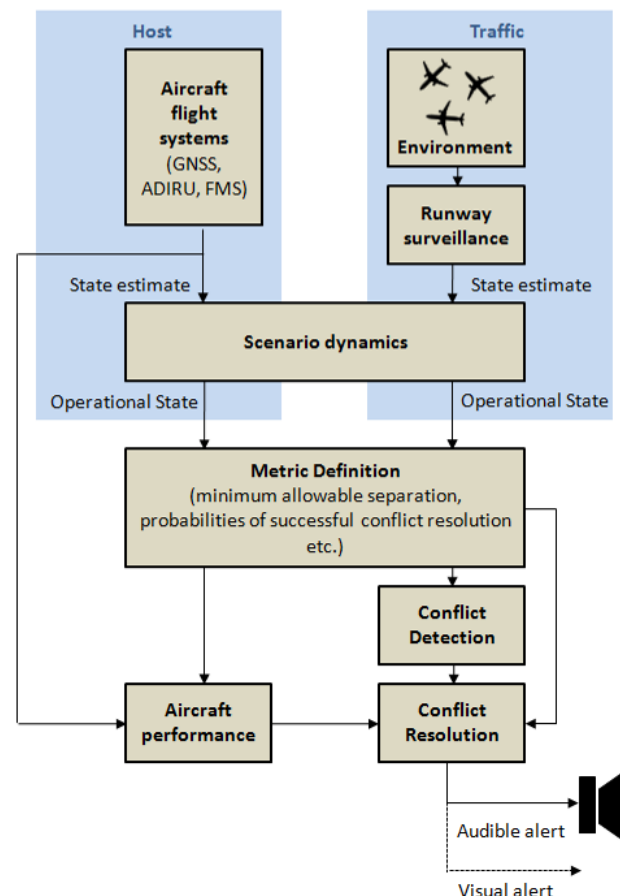 Host
Traffic
Aircraft
flight
systems
(GNSS,
ADIRU, FMS)
Environment
Runway
surveillance
State estimate
State estimate
Scenario dynamics
Operational State
Operational State
Metric Definition
(minimum allowable separation,
probabilities of successful conflict resolution
etc.)
Conflict
Detection
Aircraft
performance
Conflict
Resolution
Audible alert
Visual alert